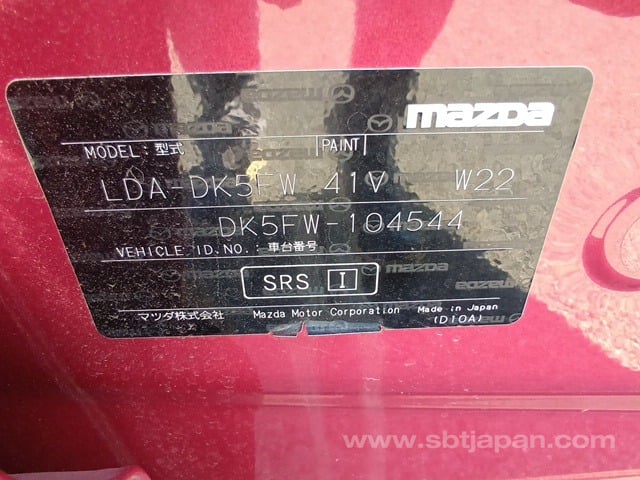 mazda
MODEL: 型式 PAINT
LDA-DK5FW 41V W22
DK5FW-104544
VEHICLE ID.NO.: 車台番号
SRS I
マツダ株式会社 Mazda Motor Corporation Made in Japan
(D10A)
www.sbtjapan.com